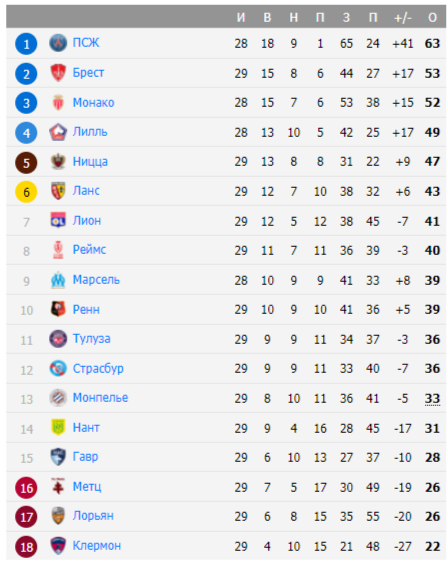 И В Н П З П +/- О
1 ПСЖ 28 18 9 1 65 24 +41 63
2 Брест 29 15 8 6 44 27 +17 53
3 Монако 28 15 7 6 53 38 +15 52
4 Лилль 28 13 10 5 42 25 +17 49
5 Ницца 29 13 8 8 31 22 +9 47
6 Ланс 29 12 7 10 38 32 +6 43
7 Лион 29 12 5 12 38 45 -7 41
8 Реймс 29 11 7 11 36 39 -3 40
9 Марсель 28 10 9 9 41 33 +8 39
10 Ренн 29 10 9 10 41 36 +5 39
11 Тулуза 29 9 9 11 34 37 -3 36
12 Страсбур 29 9 9 11 33 40 -7 36
13 Монпелье 29 8 10 11 36 41 -5 33
14 Нант 29 9 4 16 28 45 -17 31
15 Гавр 29 6 10 13 27 37 -10 28
16 Метц 29 7 5 17 30 49 -19 26
17 Лорьян 29 6 8 15 35 55 -20 26
18 Клермон 29 4 10 15 21 48 -27 22